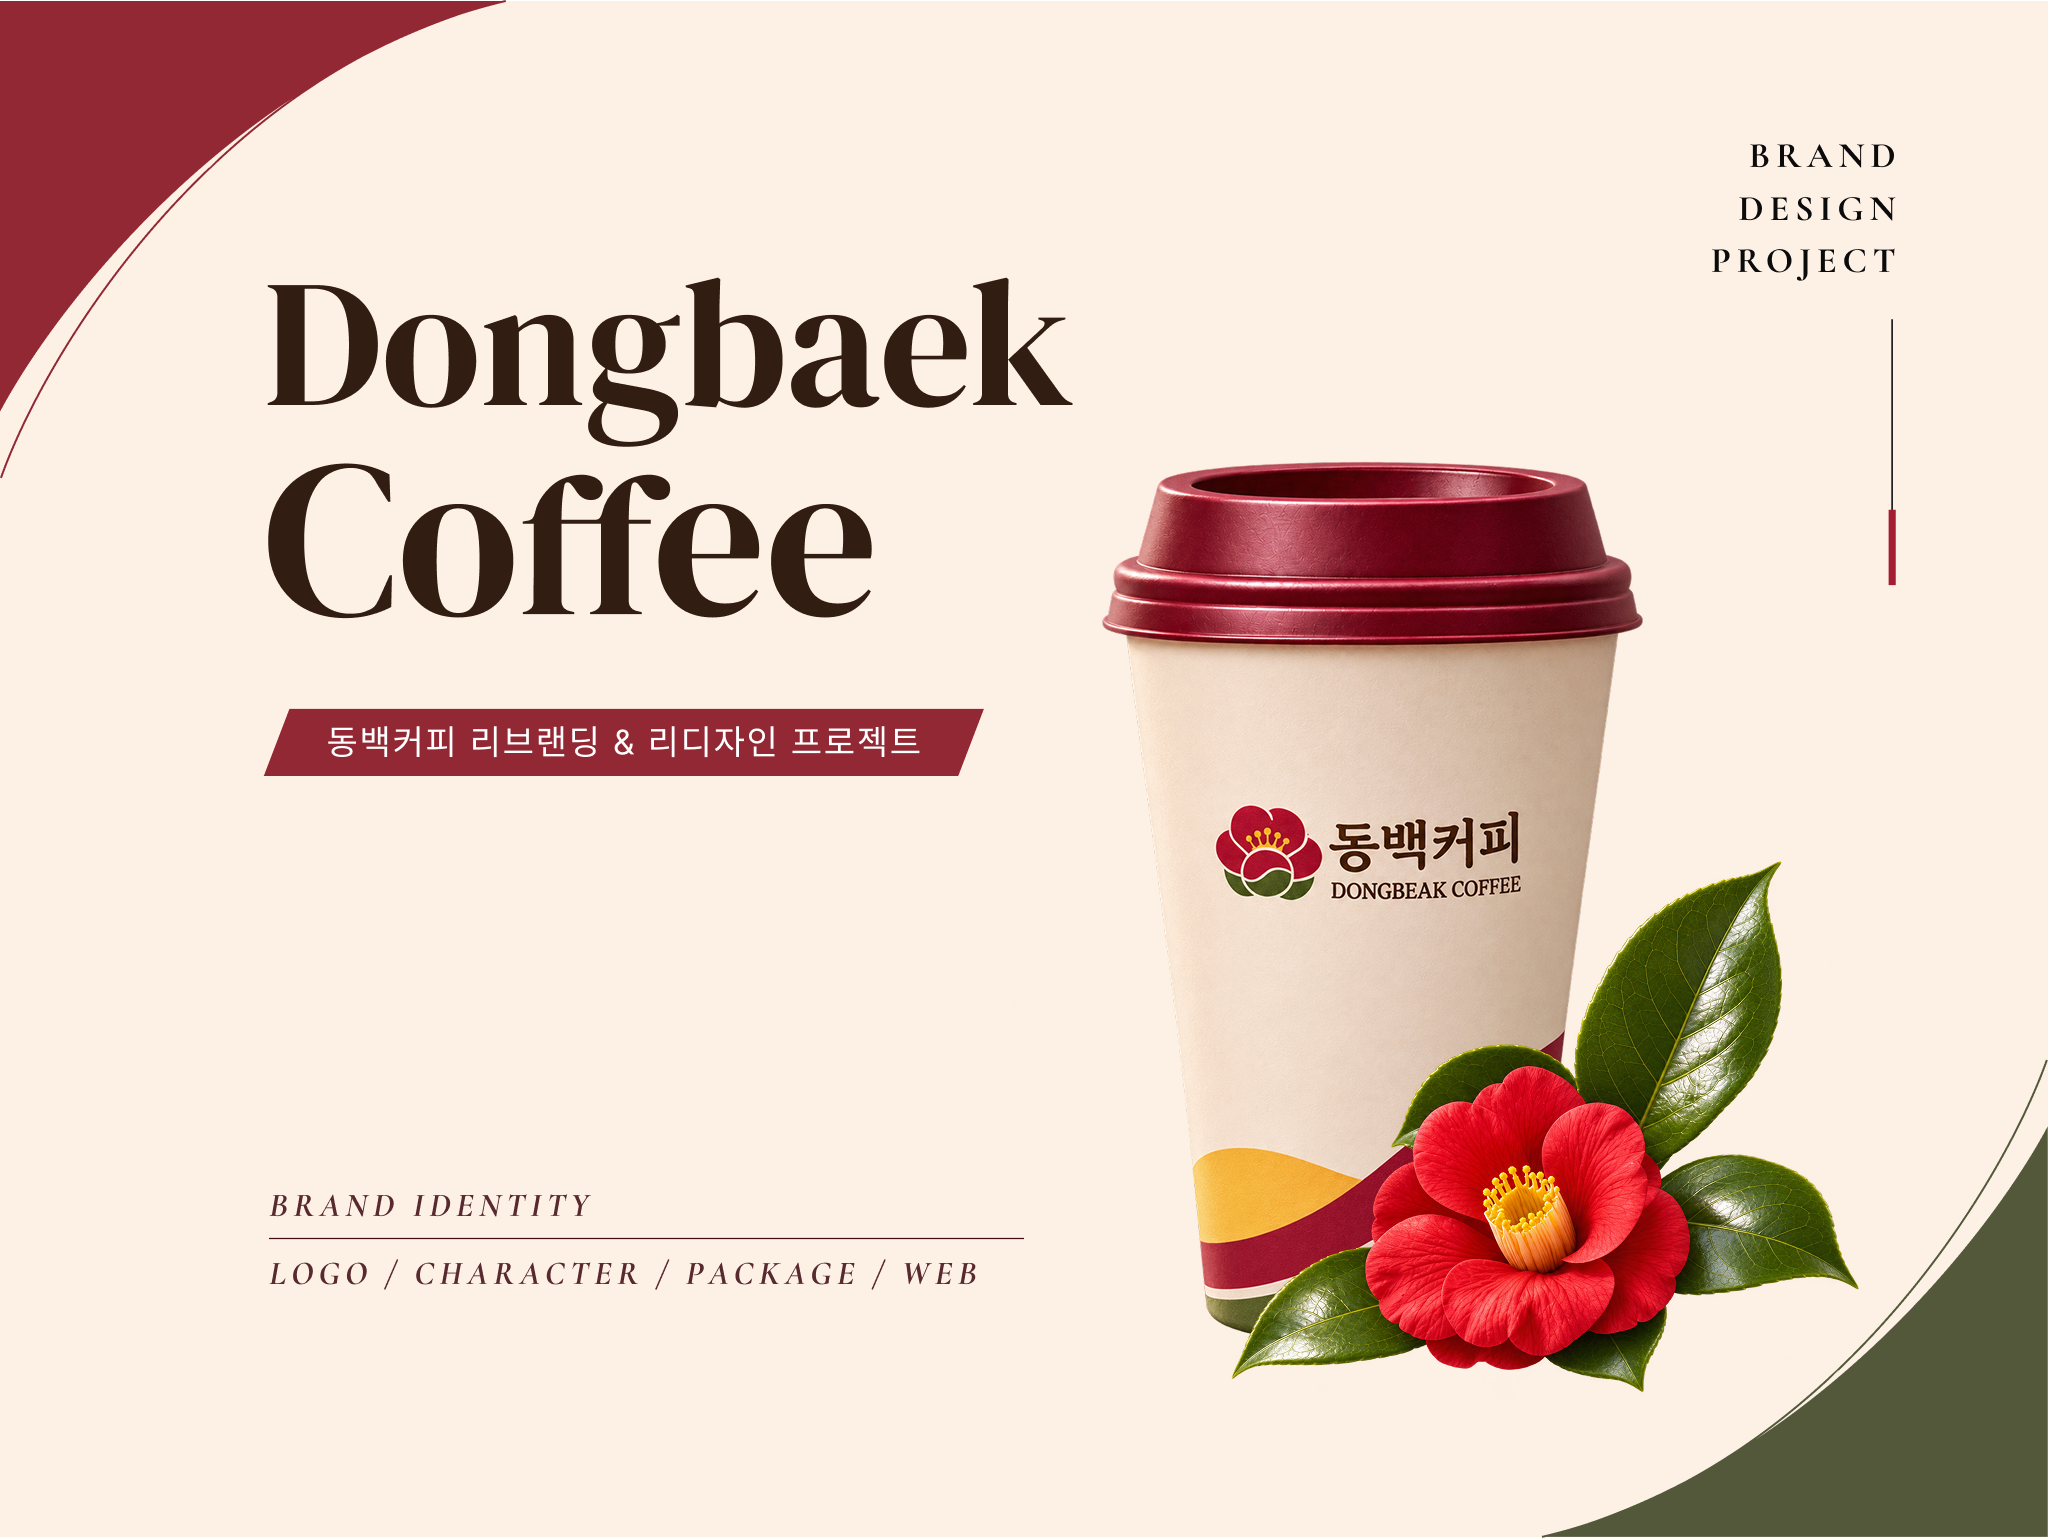 BRAND
DESIGN
PROJECT
Dongbaek
Coffee
동백커피 리브랜딩 & 리디자인 프로젝트
동백커피
DONGBEAK COFFEE
BRAND IDENTITY
LOGO / CHARACTER / PACKAGE / WEB